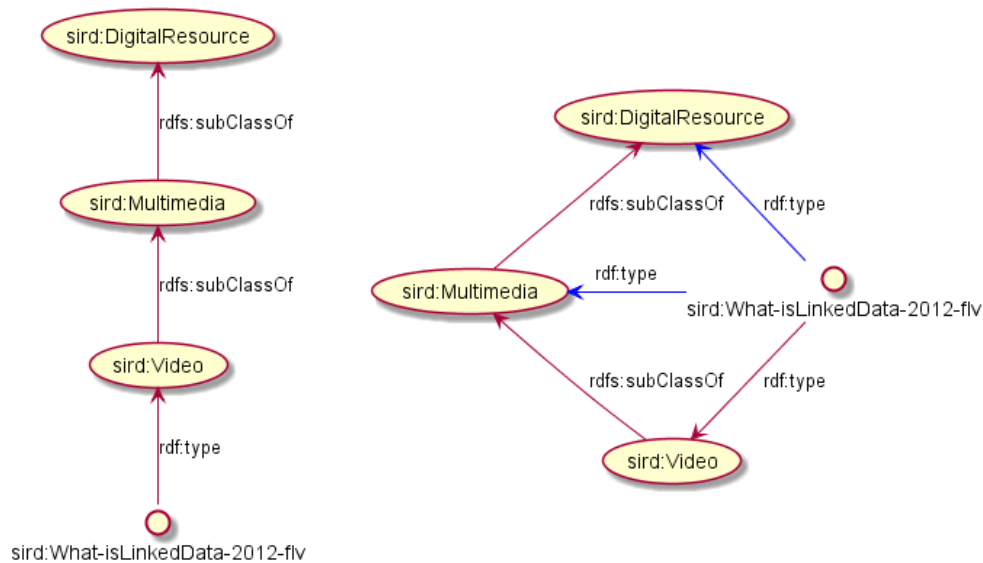 sird:DigitalResource
rdfs:subClassOf
sird:Multimedia
rdfs:subClassOf
sird:Video
rdf:type
sird:What-isLinkedData-2012-flv
sird:DigitalResource
rdfs:subClassOf
rdf:type
rdf:type
sird:Multimedia
sird:What-isLinkedData-2012-flv
rdfs:subClassOf
rdf:type
sird:Video